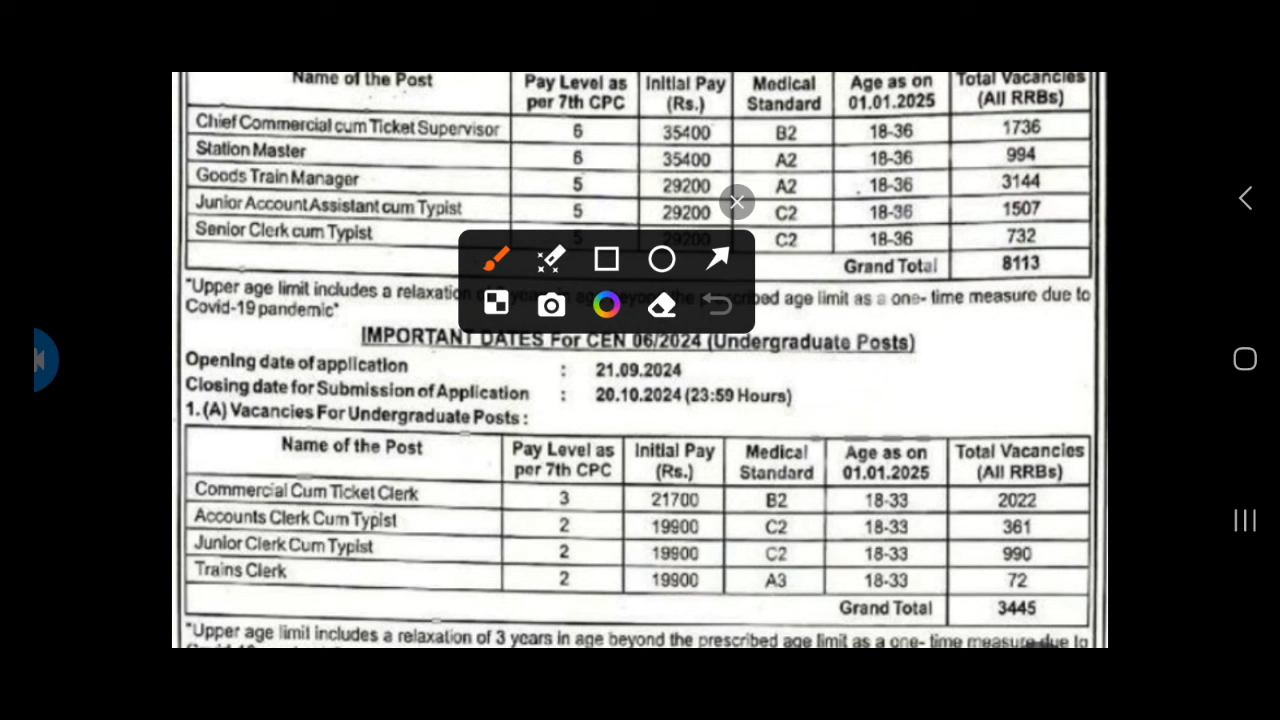 Name of the Post Pay Level as per 7th CPC Initial Pay (Rs.) Medical Standard Age as on 01.01.2025 Total Vacancies (All RRBs)
Chief Commercial cum Ticket Supervisor 6 35400 B2 18-36 1736
Station Master 6 35400 A2 18-36 994
Goods Train Manager 5 29200 A2 18-36 3144
Junior Account Assistant cum Typist 5 29200 C2 18-36 1507
Senior Clerk cum Typist 5 29200 C2 18-36 732
Grand Total 8113
*Upper age limit includes a relaxation beyond the prescribed age limit as a one- time measure due to
Covid-19 pandemic*
IMPORTANT DATES For CEN 06/2024 (Undergraduate Posts)
Opening date of application : 21.09.2024
Closing date for Submission of Application : 20.10.2024 (23:59 Hours)
1. (A) Vacancies For Undergraduate Posts :
Name of the Post Pay Level as per 7th CPC Initial Pay (Rs.) Medical Standard Age as on 01.01.2025 Total Vacancies (All RRBs)
Commercial Cum Ticket Clerk 3 21700 B2 18-33 2022
Accounts Clerk Cum Typist 2 19900 C2 18-33 361
Junior Clerk Cum Typist 2 19900 C2 18-33 990
Trains Clerk 2 19900 A3 18-33 72
Grand Total 3445
*Upper age limit includes a relaxation of 3 years in age beyond the prescribed age limit as a one- time measure due to